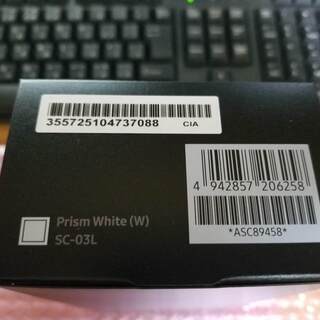 355725104737088 CIA
4 942857 206258
*ASC89458*
Prism White (W)
SC-03L